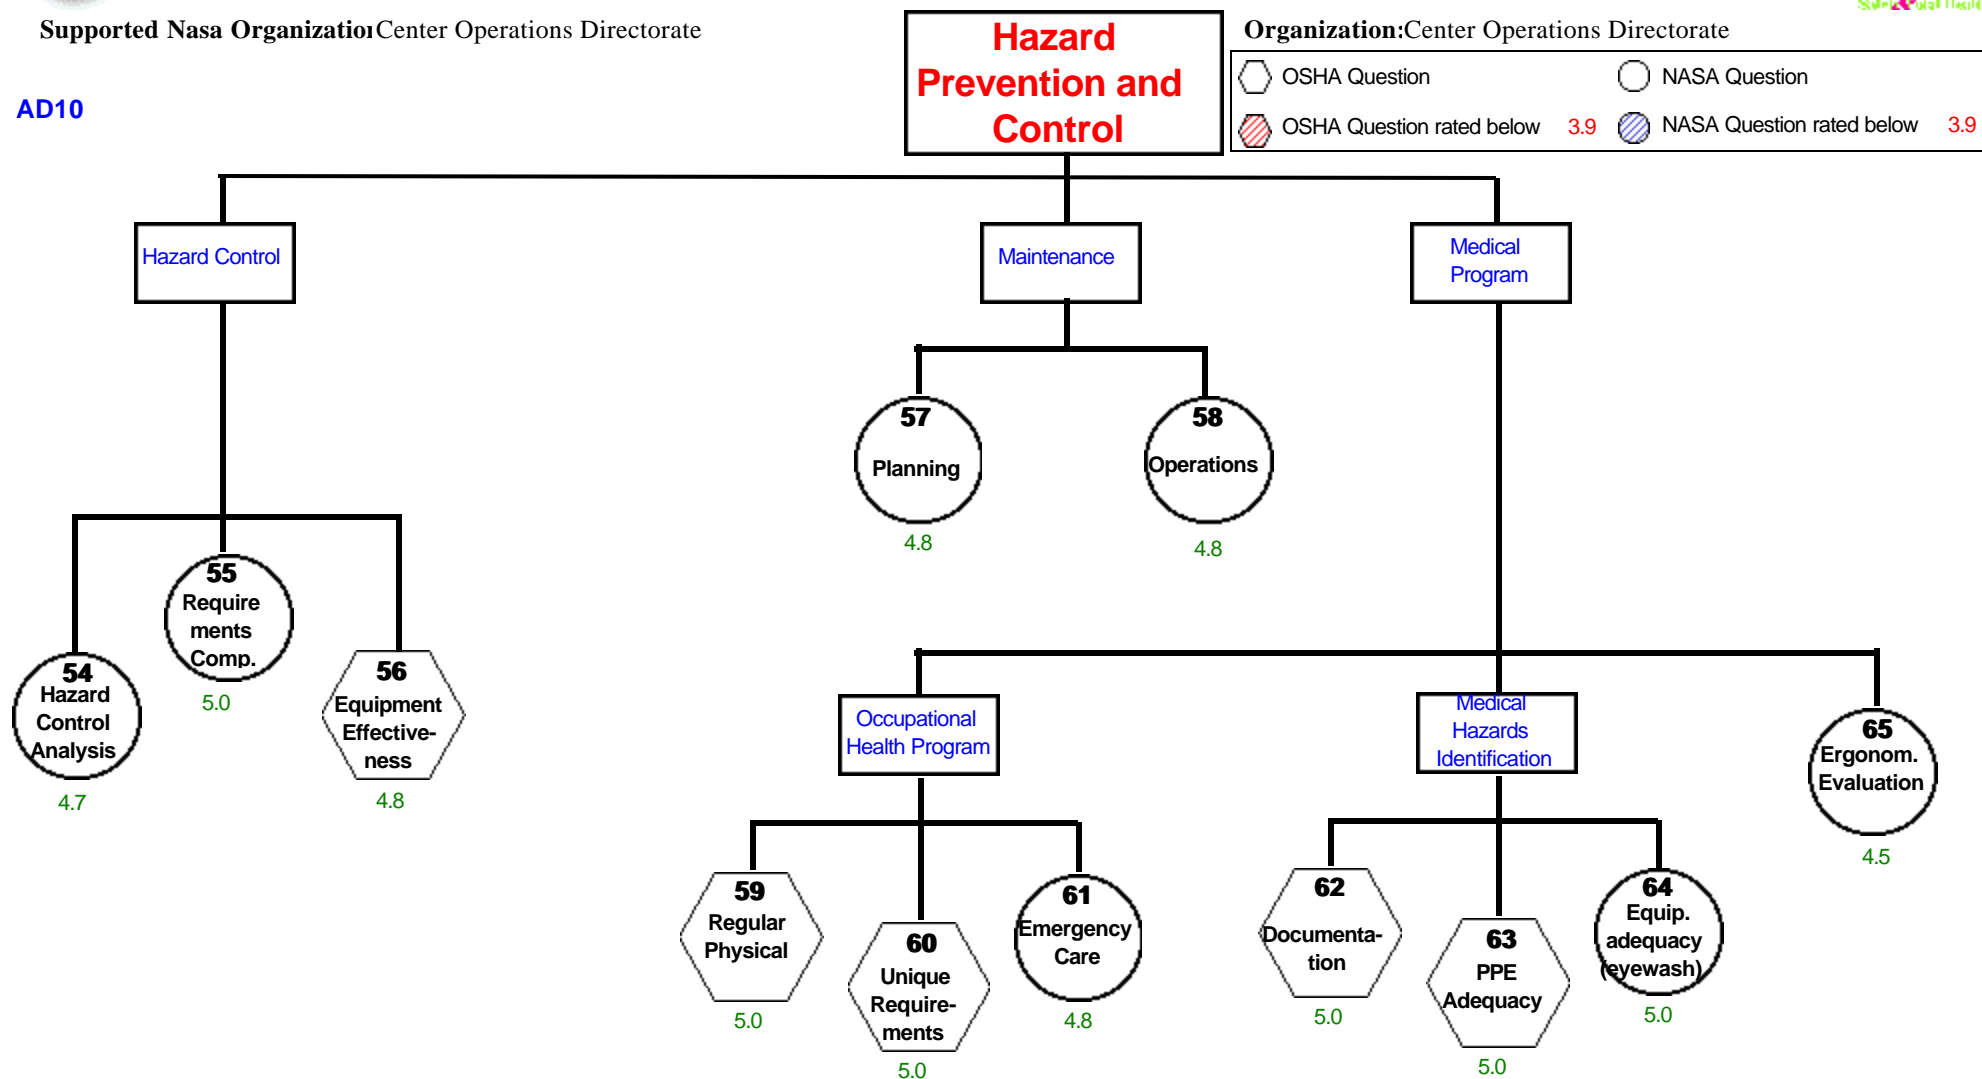 Supported Nasa Organization Center Operations Directorate
Hazard
Prevention and
Control
Organization:Center Operations Directorate
OSHA Question
NASA Question
OSHA Question rated below 3.9
NASA Question rated below 3.9
AD10
Hazard Control
Maintenance
Medical
Program
57
Planning
4.8
58
Operations
4.8
54
Hazard
Control
Analysis
4.7
55
Require
ments
Comp.
5.0
56
Equipment
Effective-
ness
4.8
Occupational
Health Program
Medical
Hazards
Identification
65
Ergonom.
Evaluation
4.5
59
Regular
Physical
5.0
60
Unique
Require-
ments
5.0
61
Emergency
Care
4.8
62
Documenta-
tion
5.0
63
PPE
Adequacy
5.0
64
Equip.
adequacy
(eyewash)
5.0